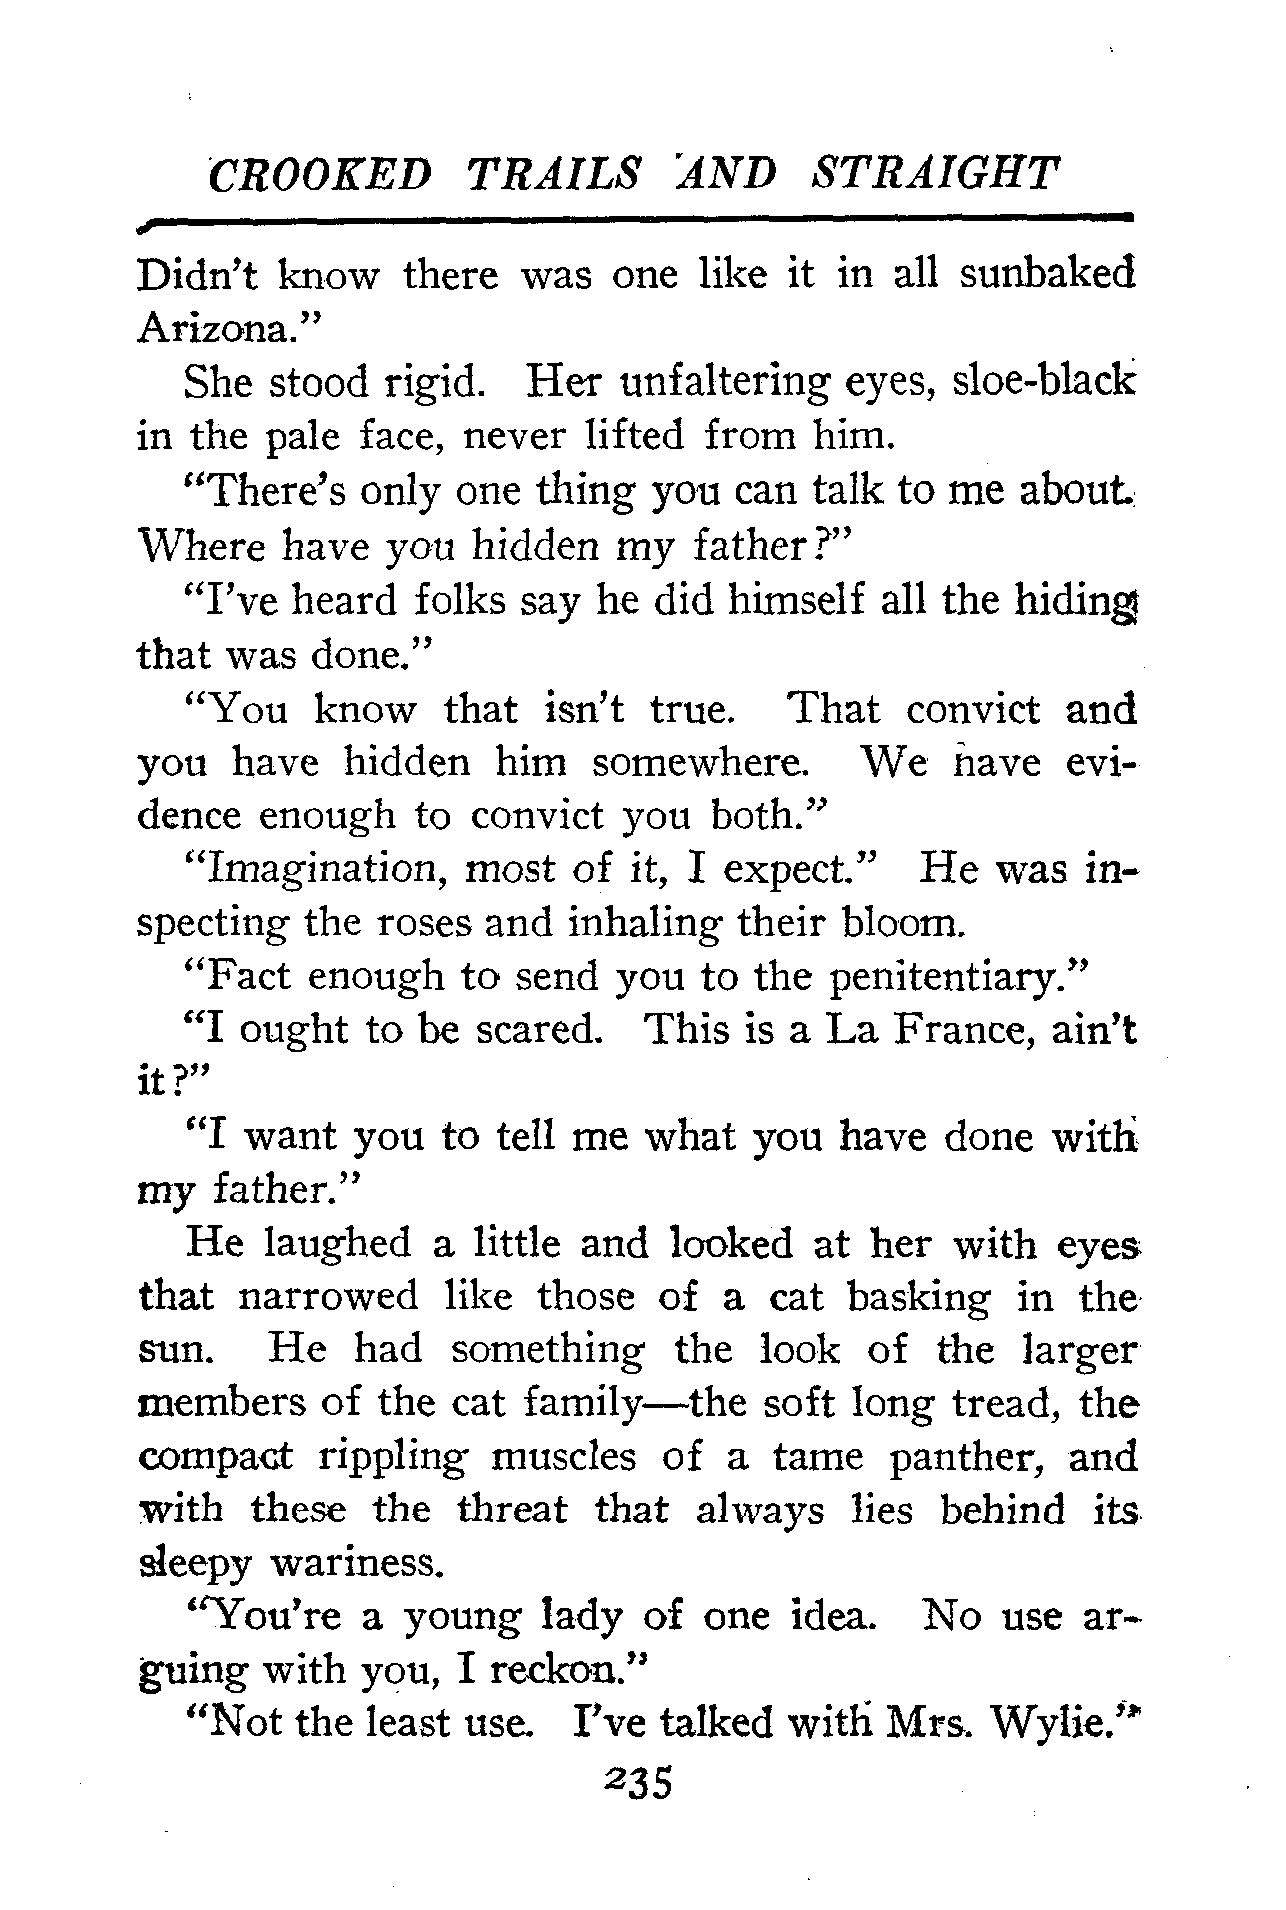 CROOKED TRAILS AND STRAIGHT
Didn't know there was one like it in all sunbaked
Arizona."
She stood rigid. Her unfaltering eyes, sloe-black
in the pale face, never lifted from him.
"There's only one thing you can talk to me about.
Where have you hidden my father?"
"I've heard folks say he did himself all the hiding
that was done."
"You know that isn't true. That convict and
you have hidden him somewhere. We have evi-
dence enough to convict you both."
"Imagination, most of it, I expect." He was in-
specting the roses and inhaling their bloom.
"Fact enough to send you to the penitentiary."
"I ought to be scared. This is a La France, ain't
it?"
"I want you to tell me what you have done with
my father."
He laughed a little and looked at her with eyes
that narrowed like those of a cat basking in the
sun. He had something the look of the larger
members of the cat family—the soft long tread, the
compact rippling muscles of a tame panther, and
with these the threat that always lies behind its
sleepy wariness.
"You're a young lady of one idea. No use ar-
guing with you, I reckon."
"Not the least use. I've talked with Mrs. Wylie."
235